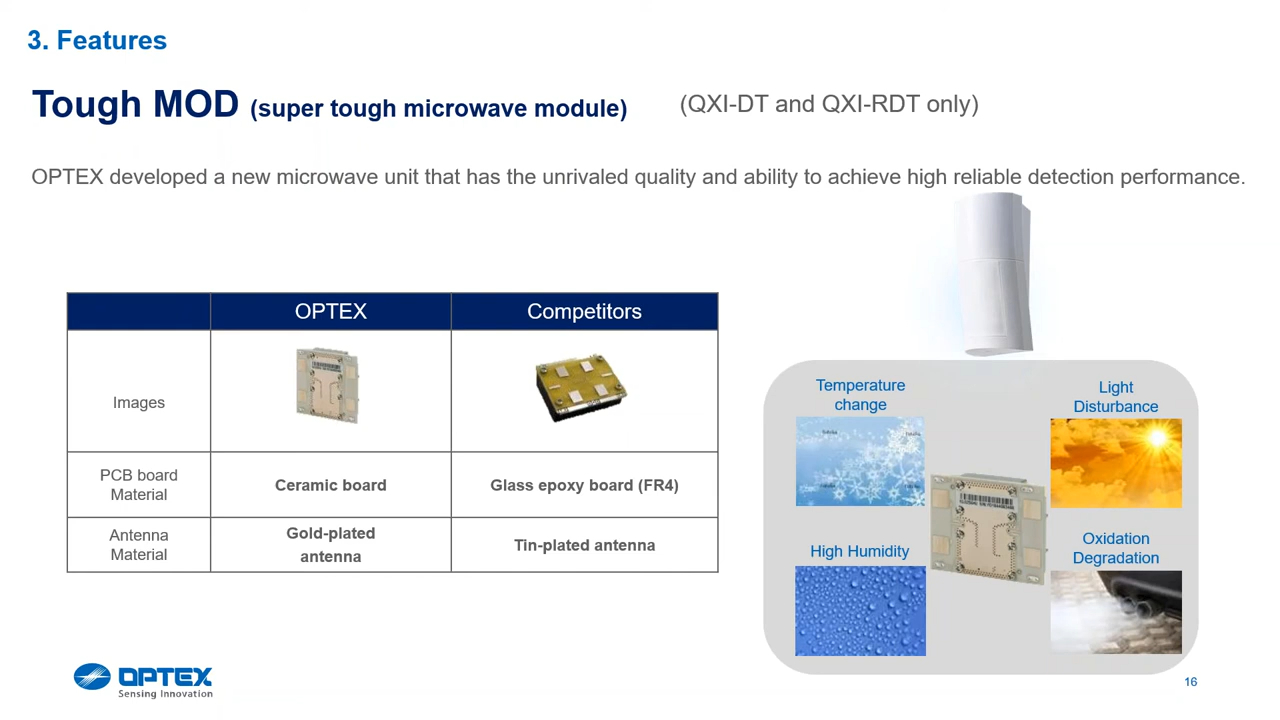 3. Features
Tough MOD (super tough microwave module) (QXI-DT and QXI-RDT only)
OPTEX developed a new microwave unit that has the unrivaled quality and ability to achieve high reliable detection performance.
OPTEX Competitors
Images
PCB board
Material
Ceramic board
Glass epoxy board (FR4)
Antenna
Material
Gold-plated
antenna
Tin-plated antenna
Temperature
change
Light
Disturbance
High Humidity
Oxidation
Degradation
OPTEX
Sensing Innovation
16